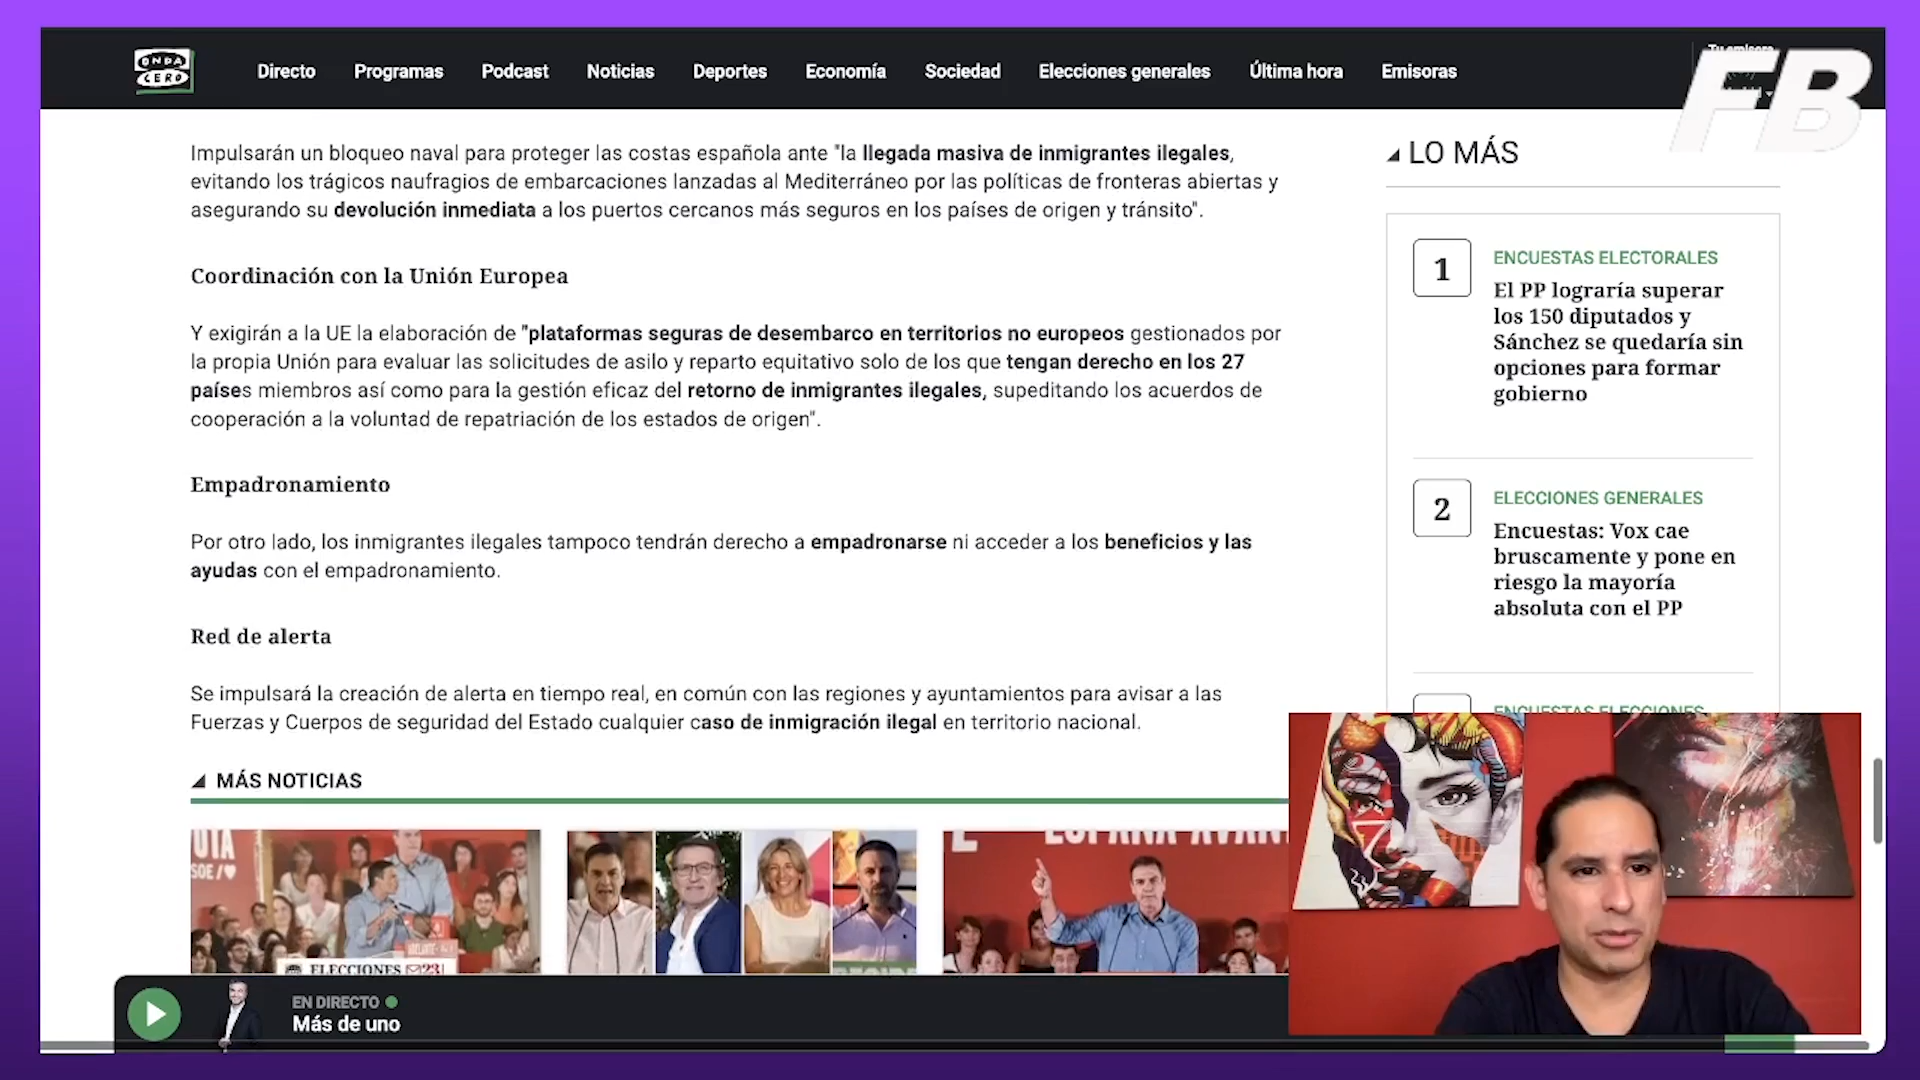 ONDA
CERO
Directo
Programas
Podcast
Noticias
Deportes
Economía
Sociedad
Elecciones generales
Última hora
Emisoras
Tu emisora
FB
Impulsarán un bloqueo naval para proteger las costas española ante "la llegada masiva de inmigrantes ilegales,
evitando los trágicos naufragios de embarcaciones lanzadas al Mediterráneo por las políticas de fronteras abiertas y
asegurando su devolución inmediata a los puertos cercanos más seguros en los países de origen y tránsito".
Coordinación con la Unión Europea
Y exigirán a la UE la elaboración de "plataformas seguras de desembarco en territorios no europeos gestionados por
la propia Unión para evaluar las solicitudes de asilo y reparto equitativo solo de los que tengan derecho en los 27
países miembros así como para la gestión eficaz del retorno de inmigrantes ilegales, supeditando los acuerdos de
cooperación a la voluntad de repatriación de los estados de origen".
Empadronamiento
Por otro lado, los inmigrantes ilegales tampoco tendrán derecho a empadronarse ni acceder a los beneficios y las
ayudas con el empadronamiento.
Red de alerta
Se impulsará la creación de alerta en tiempo real, en común con las regiones y ayuntamientos para avisar a las
Fuerzas y Cuerpos de seguridad del Estado cualquier caso de inmigración ilegal en territorio nacional.
MÁS NOTICIAS
ELECCIONES 23J
ESPAÑA AVAN
LO MÁS
1
ENCUESTAS ELECTORALES
El PP lograría superar
los 150 diputados y
Sánchez se quedaría sin
opciones para formar
gobierno
2
ELECCIONES GENERALES
Encuestas: Vox cae
bruscamente y pone en
riesgo la mayoría
absoluta con el PP
ENCUESTAS ELECCIONES
EN DIRECTO
Más de uno